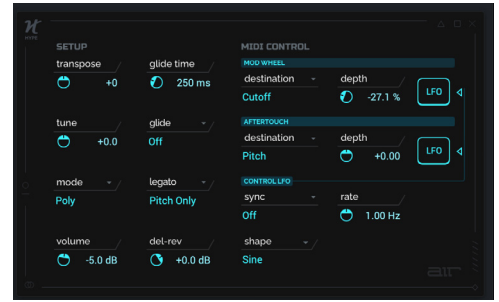 HYPE
SETUP
transpose
glide time
+0
250 ms
tune
glide
+0.0
Off
mode
legato
Poly
Pitch Only
volume
del-rev
-5.0 dB
+0.0 dB
MIDI CONTROL
MOD WHEEL
destination
depth
Cutoff
-27.1 %
LFO
AFTERTOUCH
destination
depth
Pitch
+0.00
LFO
CONTROL LFO
sync
rate
Off
1.00 Hz
shape
Sine
air